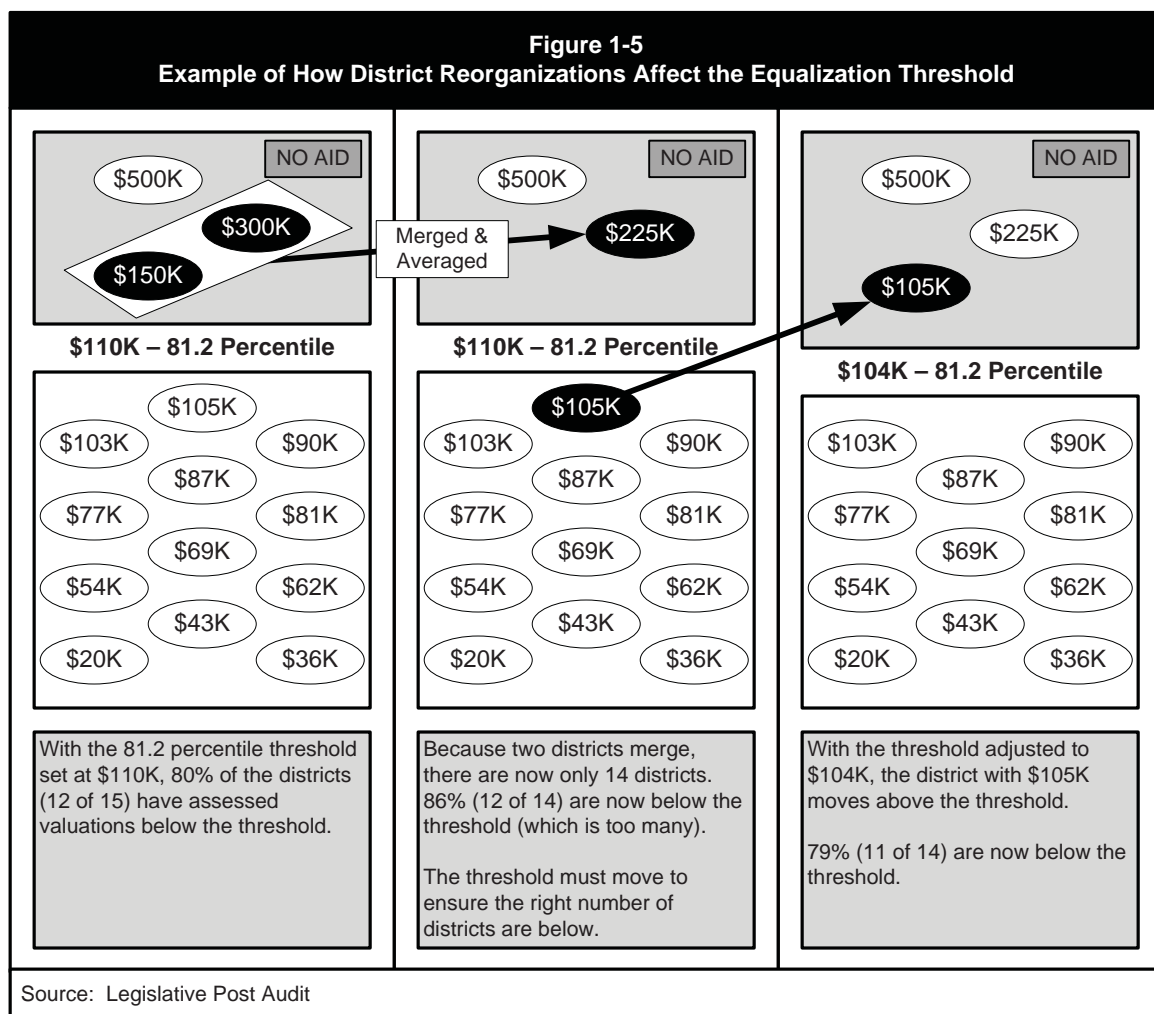 Figure 1-5
Example of How District Reorganizations Affect the Equalization Threshold
NO AID
$500K
$300K
$150K
$110K – 81.2 Percentile
$105K
$103K
$90K
$87K
$77K
$81K
$69K
$54K
$62K
$43K
$20K
$36K
With the 81.2 percentile threshold
set at $110K, 80% of the districts
(12 of 15) have assessed
valuations below the threshold.
Merged &
Averaged
NO AID
$500K
$225K
$110K – 81.2 Percentile
$105K
$103K
$90K
$87K
$77K
$81K
$69K
$54K
$62K
$43K
$20K
$36K
Because two districts merge,
there are now only 14 districts.
86% (12 of 14) are now below the
threshold (which is too many).
The threshold must move to
ensure the right number of
districts are below.
NO AID
$500K
$225K
$105K
$104K – 81.2 Percentile
$103K
$90K
$87K
$77K
$81K
$69K
$54K
$62K
$43K
$20K
$36K
With the threshold adjusted to
$104K, the district with $105K
moves above the threshold.
79% (11 of 14) are now below the
threshold.
Source: Legislative Post Audit